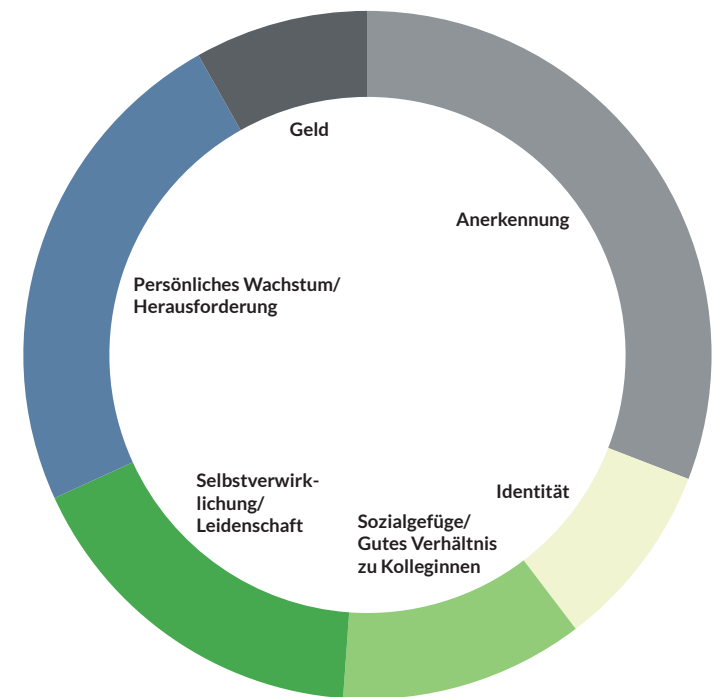 Geld
Anerkennung
Persönliches Wachstum/
Herausforderung
Selbstverwirk-
lichung/
Leidenschaft
Identität
Sozialgefüge/
Gutes Verhältnis
zu Kolleginnen